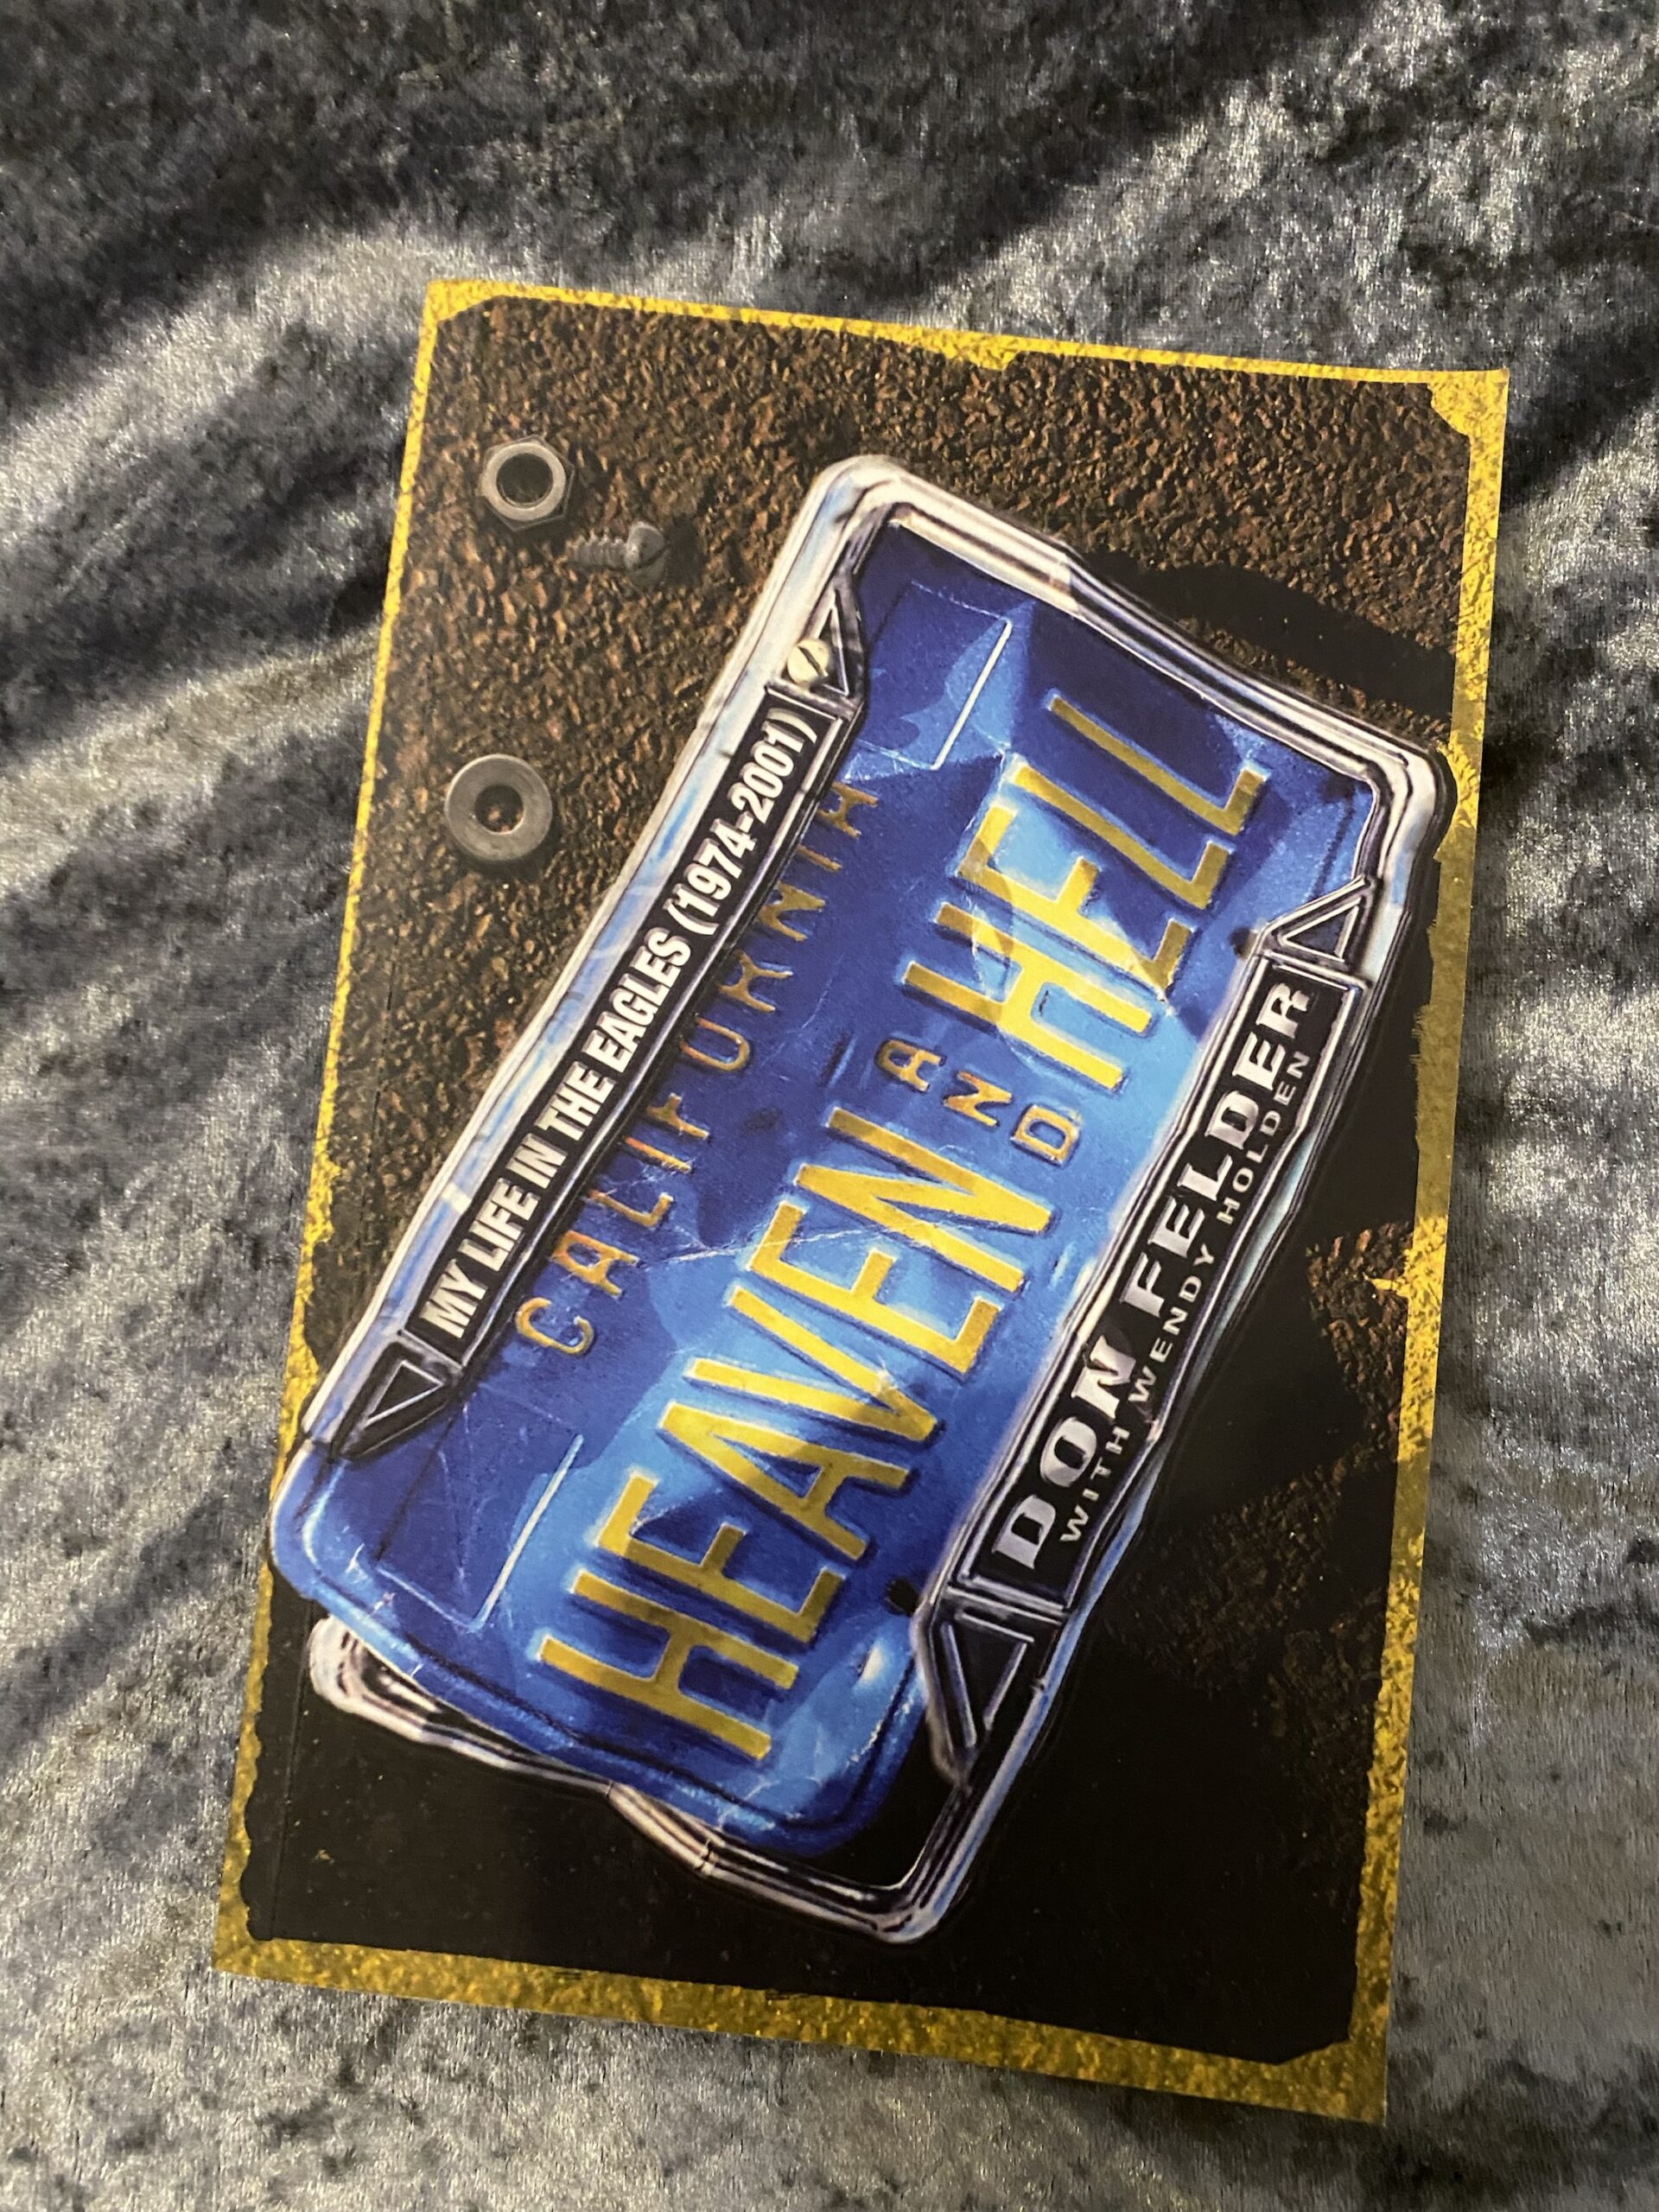 MY LIFE IN THE EAGLES (1974-2001)
CALIFORNIA
HEAVEN AND HELL
DON FELDER
WITH WENDY HOLDEN